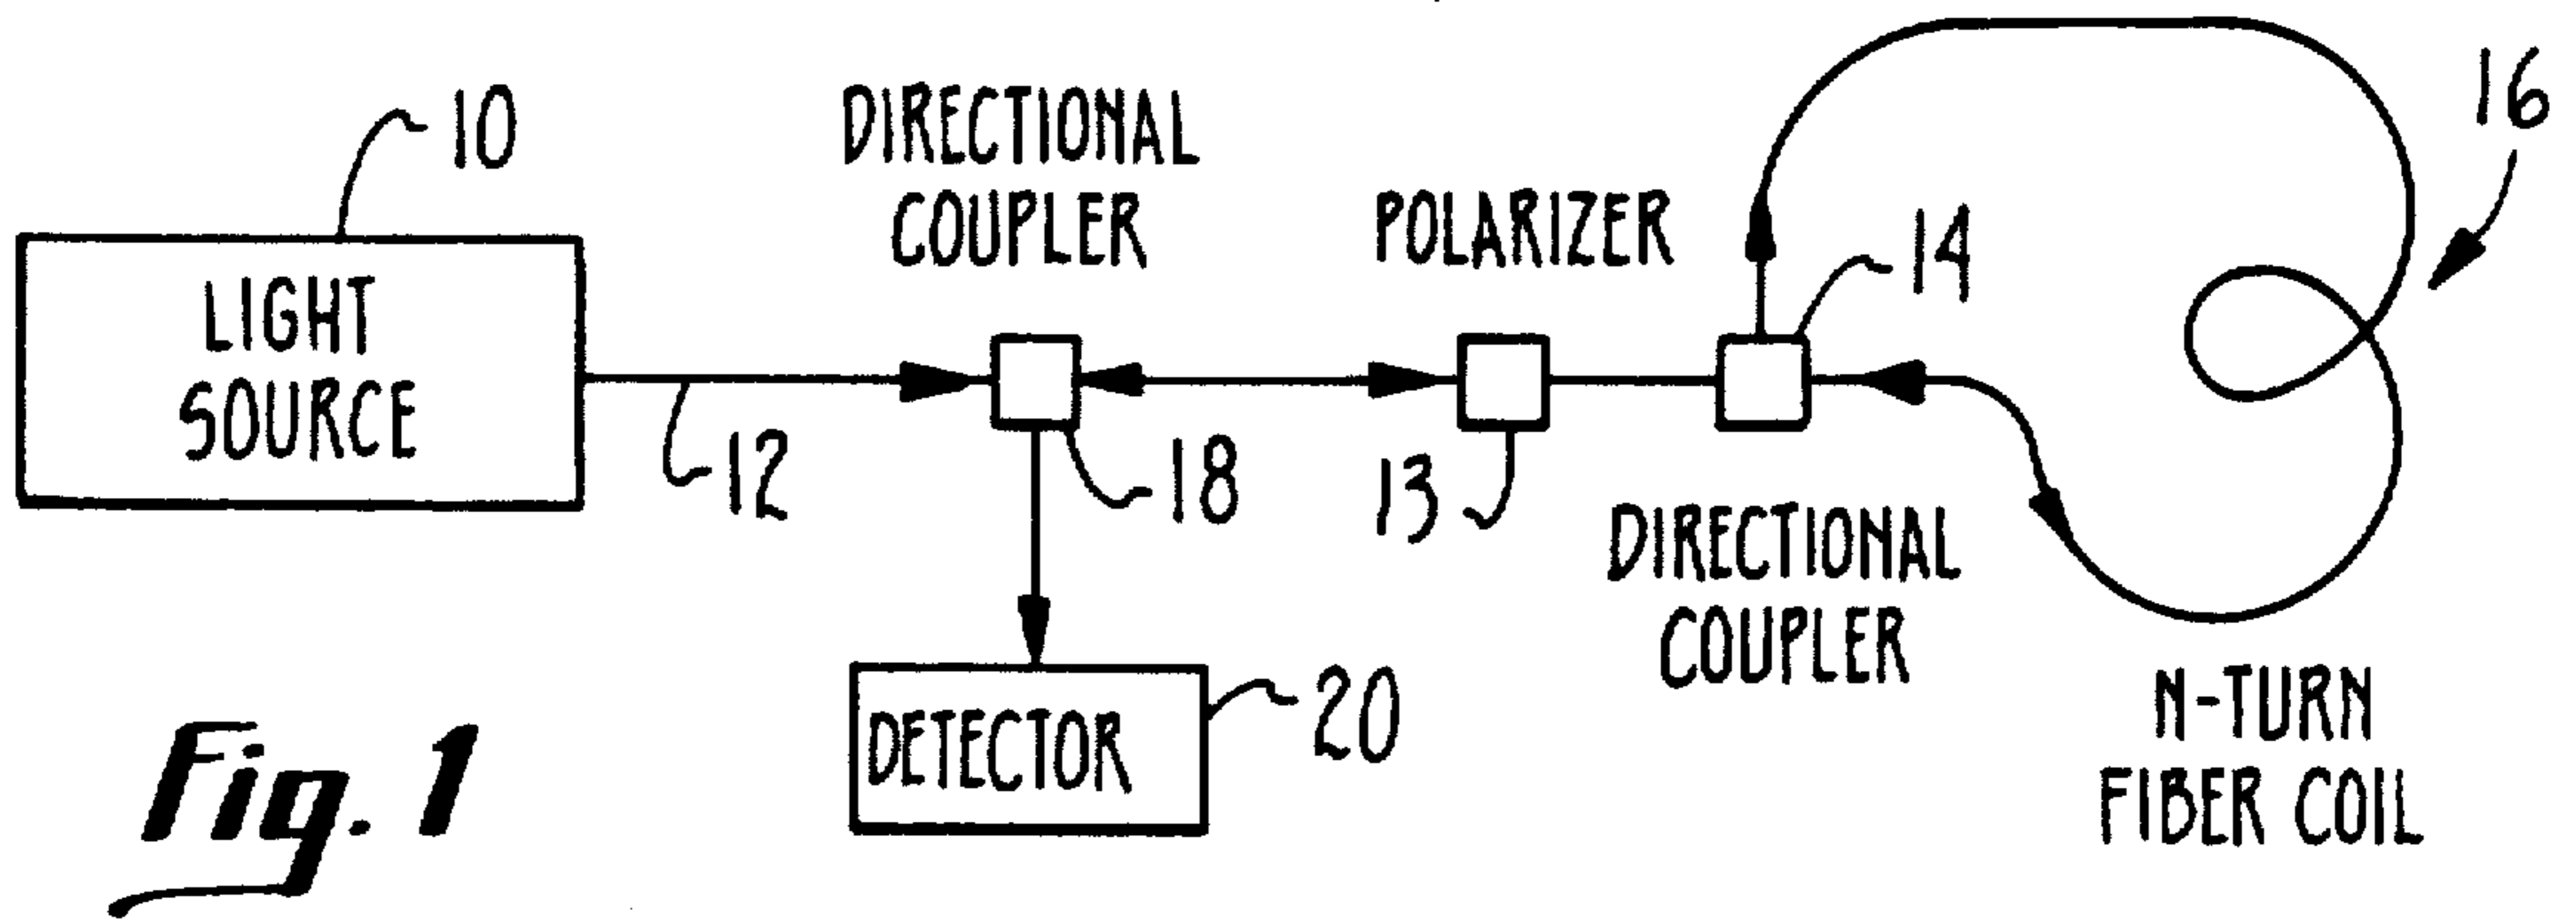 10
LIGHT
SOURCE
12
DIRECTIONAL
COUPLER
18
POLARIZER
13
14
DIRECTIONAL
COUPLER
16
N-TURN
FIBER COIL
DETECTOR
20
Fig. 1